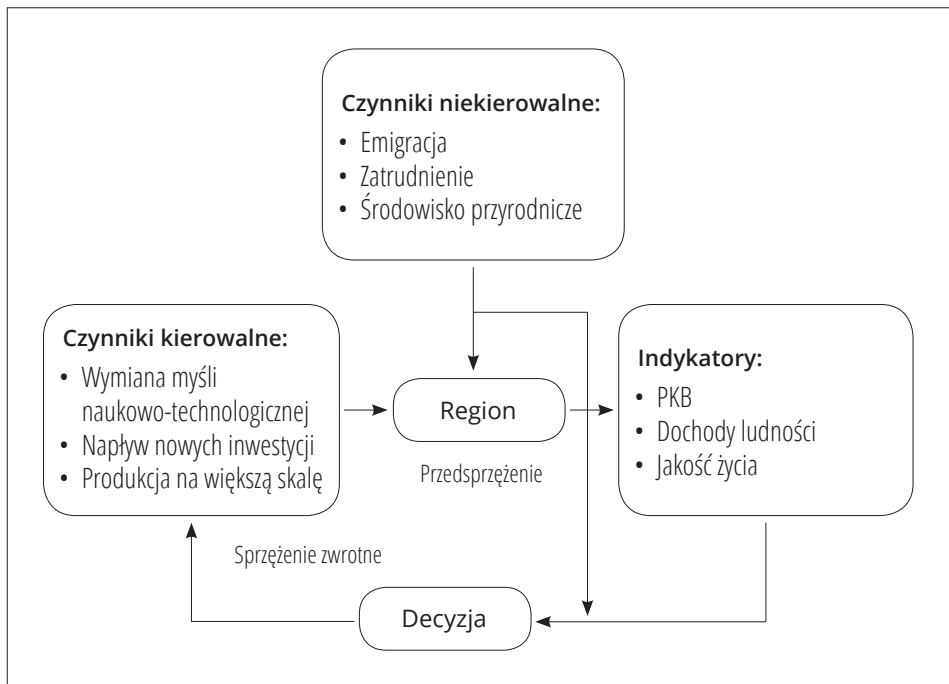 Czynniki niekierowalne:
• Emigracja
• Zatrudnienie
• Środowisko przyrodnicze
Czynniki kierowalne:
• Wymiana myśli
naukowo-technologicznej
• Napływ nowych inwestycji
• Produkcja na większą skalę
Region
Indykatory:
• PKB
• Dochody ludności
• Jakość życia
Przedsprzężenie
Sprzężenie zwrotne
Decyzja